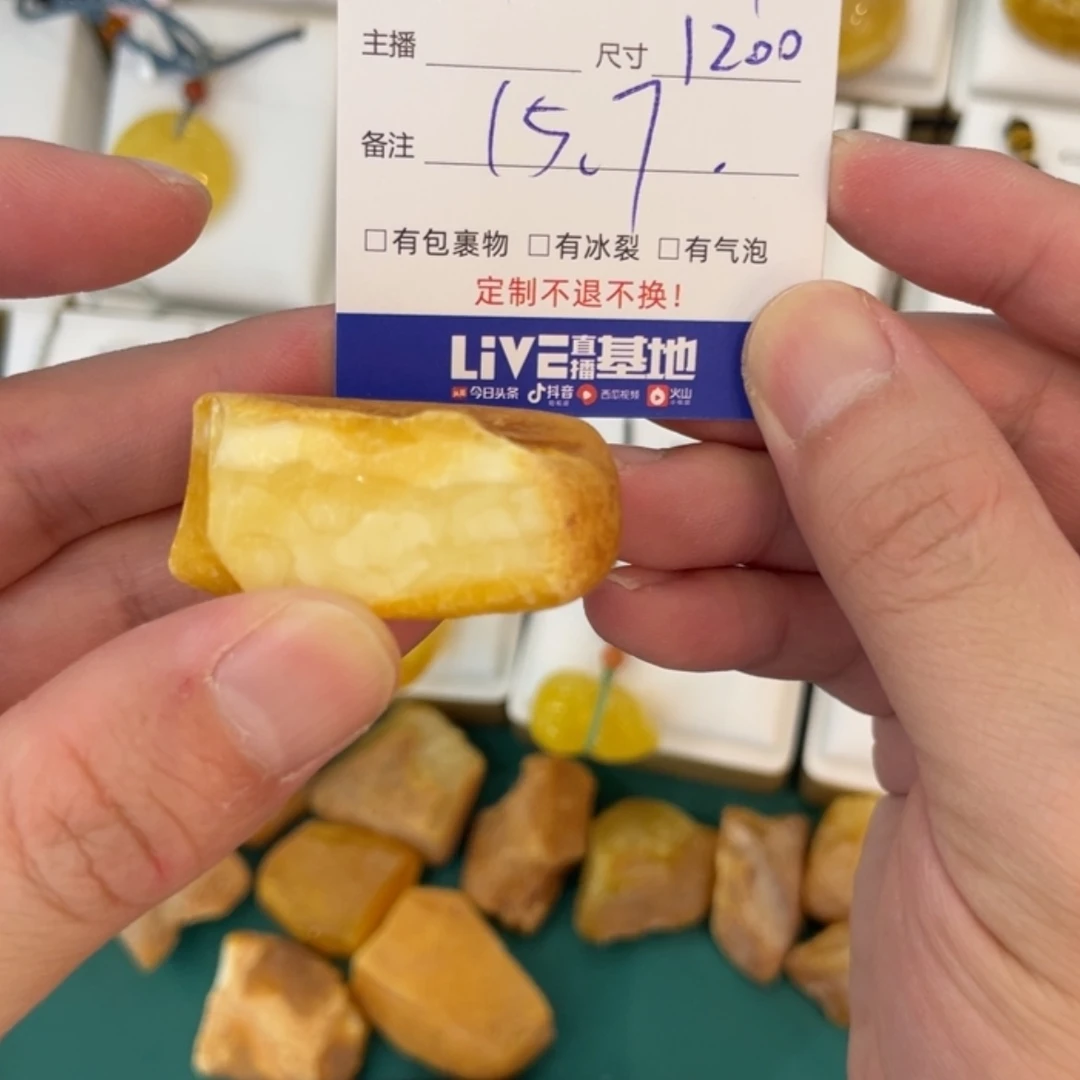 主播 尺寸 1200
备注 15.7.
□有包裹物 □有冰裂 □有气泡
定制不退不换!
LiVE直播基地
头条 今日头条 抖音 西瓜视频 火山